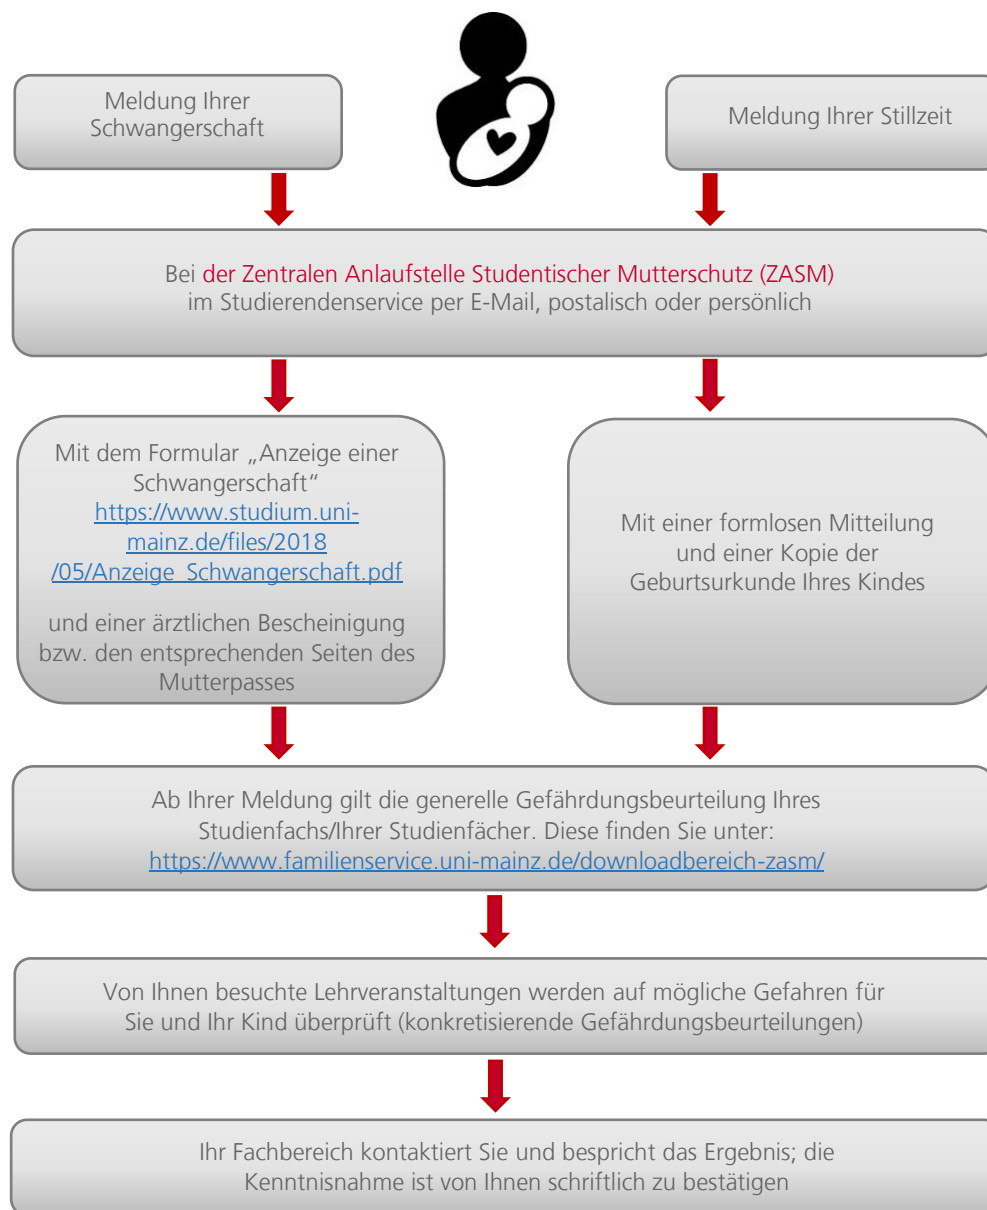 Meldung Ihrer
Schwangerschaft
Meldung Ihrer Stillzeit
Bei der Zentralen Anlaufstelle Studentischer Mutterschutz (ZASM)
im Studierendenservice per E-Mail, postalisch oder persönlich
Mit dem Formular „Anzeige einer
Schwangerschaft“
https://www.studium.uni-
mainz.de/files/2018
/05/Anzeige_Schwangerschaft.pdf
und einer ärztlichen Bescheinigung
bzw. den entsprechenden Seiten des
Mutterpasses
Mit einer formlosen Mitteilung
und einer Kopie der
Geburtsurkunde Ihres Kindes
Ab Ihrer Meldung gilt die generelle Gefährdungsbeurteilung Ihres
Studienfachs/Ihrer Studienfächer. Diese finden Sie unter:
https://www.familienservice.uni-mainz.de/downloadbereich-zasm/
Von Ihnen besuchte Lehrveranstaltungen werden auf mögliche Gefahren für
Sie und Ihr Kind überprüft (konkretisierende Gefährdungsbeurteilungen)
Ihr Fachbereich kontaktiert Sie und bespricht das Ergebnis; die
Kenntnisnahme ist von Ihnen schriftlich zu bestätigen